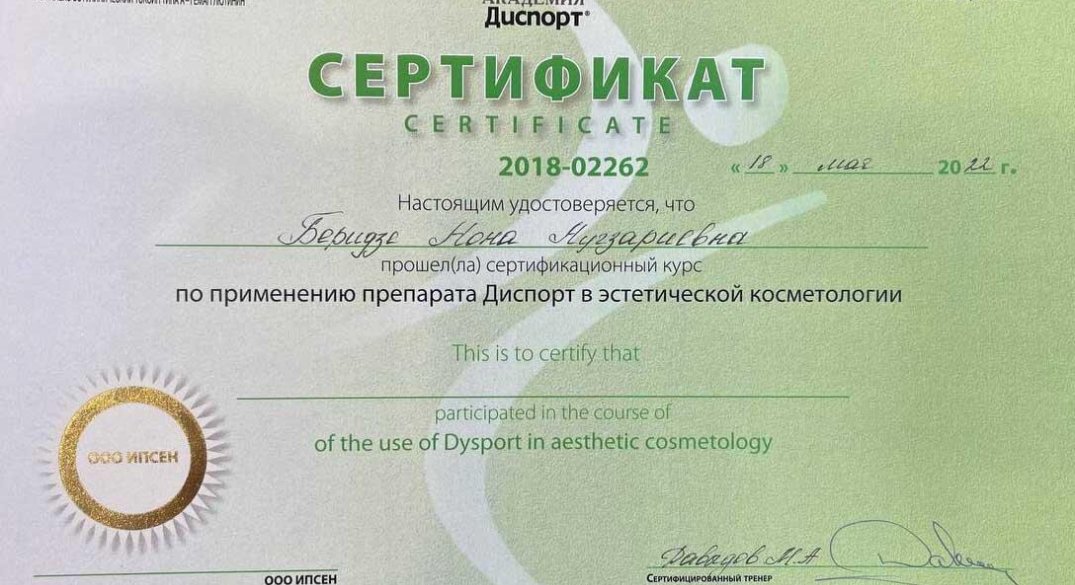 АКАДЕМИЯ
Диспорт®
СЕРТИФИКАТ
CERTIFICATE
2018-02262 « 18 » мая 2022 г.
Настоящим удостоверяется, что
Беридзе Нона Нугзариевна
прошел(ла) сертификационный курс
по применению препарата Диспорт в эстетической косметологии
This is to certify that
participated in the course of
of the use of Dysport in aesthetic cosmetology
ООО ИПСЕН
ООО ИПСЕН
Давыдов М.А
Сертифицированный тренер